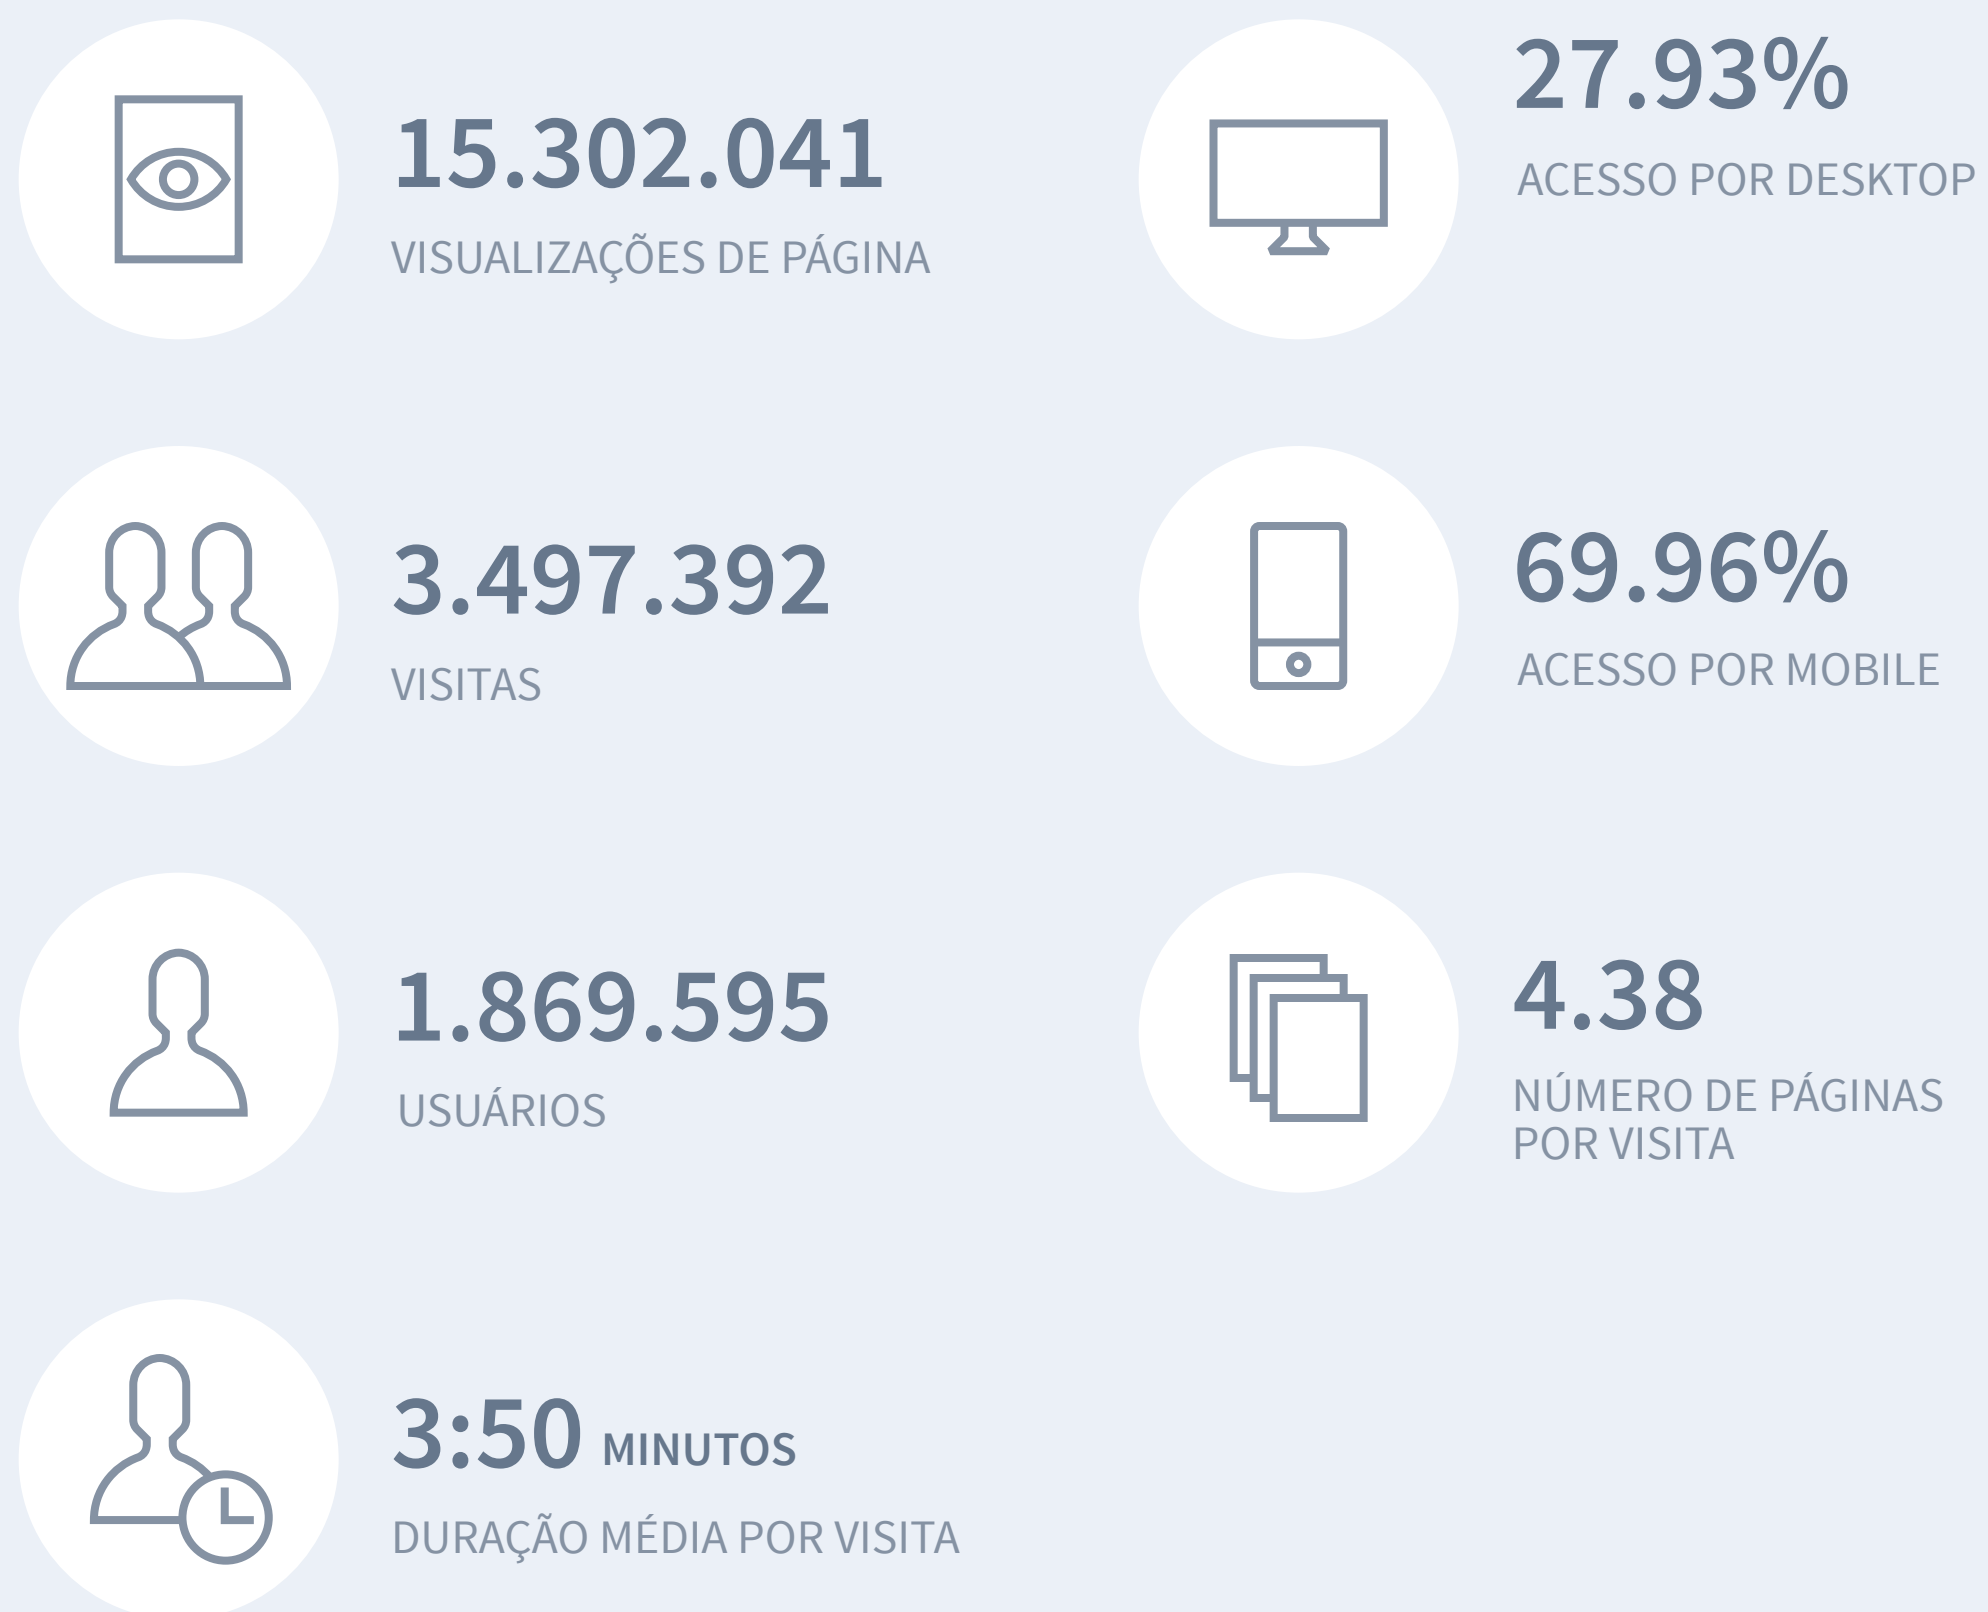 15.302.041
VISUALIZAÇÕES DE PÁGINA
3.497.392
VISITAS
1.869.595
USUÁRIOS
3:50 MINUTOS
DURAÇÃO MÉDIA POR VISITA
27.93%
ACESSO POR DESKTOP
69.96%
ACESSO POR MOBILE
4.38
NÚMERO DE PÁGINAS
POR VISITA